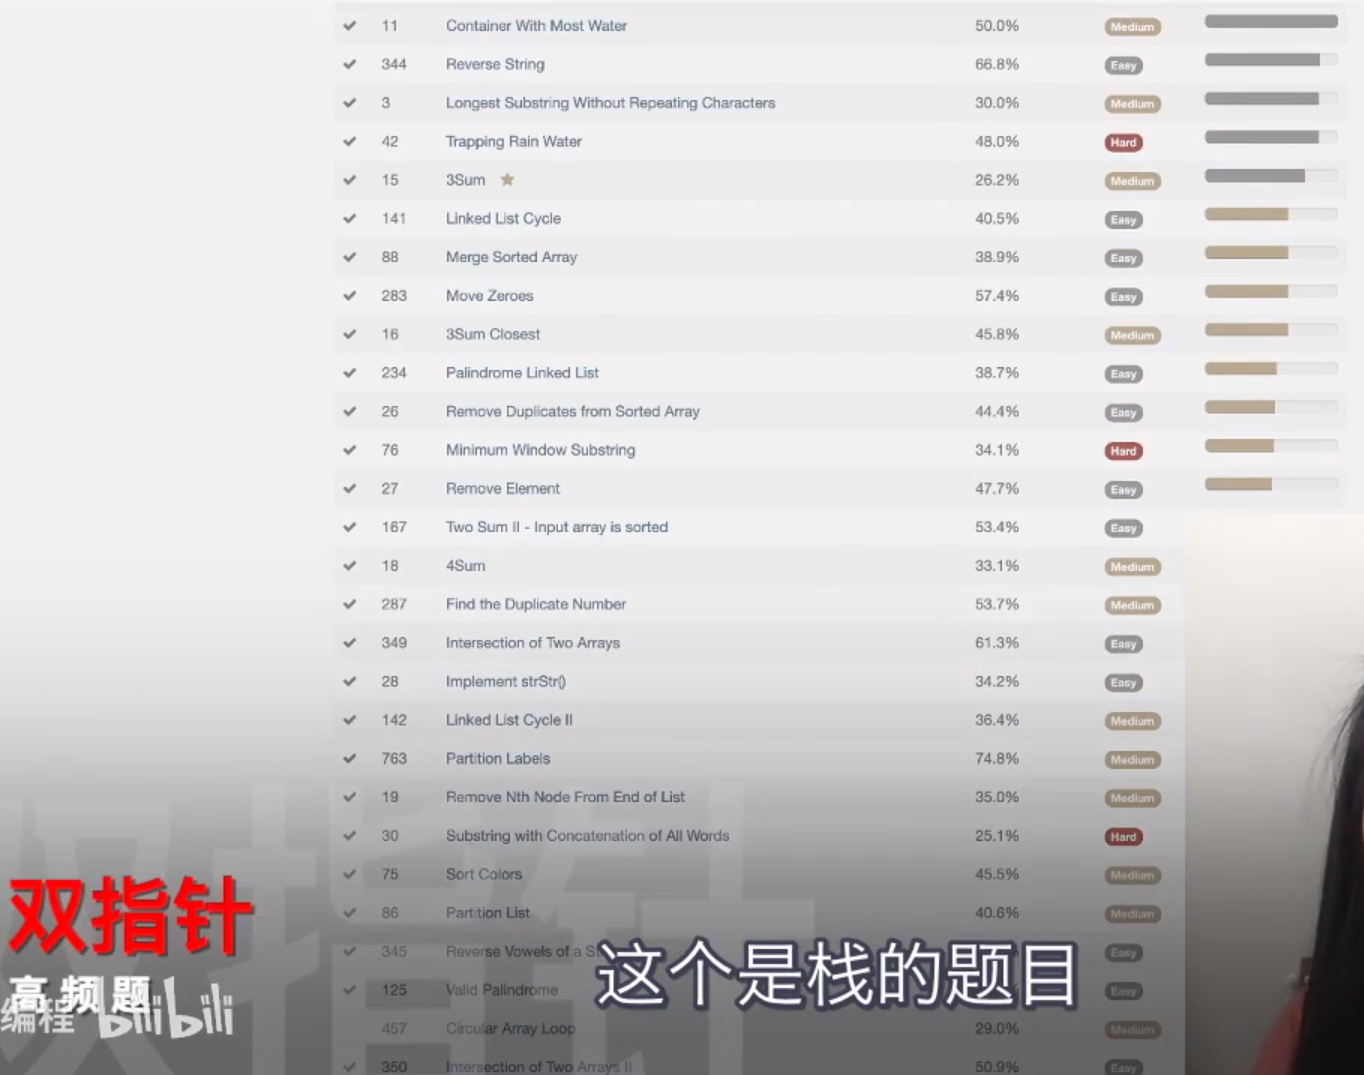 11 Container With Most Water 50.0% Medium
344 Reverse String 66.8% Easy
3 Longest Substring Without Repeating Characters 30.0% Medium
42 Trapping Rain Water 48.0% Hard
15 3Sum 26.2% Medium
141 Linked List Cycle 40.5% Easy
88 Merge Sorted Array 38.9% Easy
283 Move Zeroes 57.4% Easy
16 3Sum Closest 45.8% Medium
234 Palindrome Linked List 38.7% Easy
26 Remove Duplicates from Sorted Array 44.4% Easy
76 Minimum Window Substring 34.1% Hard
27 Remove Element 47.7% Easy
167 Two Sum II - Input array is sorted 53.4% Easy
18 4Sum 33.1% Medium
287 Find the Duplicate Number 53.7% Medium
349 Intersection of Two Arrays 61.3% Easy
28 Implement strStr() 34.2% Easy
142 Linked List Cycle II 36.4% Medium
763 Partition Labels 74.8% Medium
19 Remove Nth Node From End of List 35.0% Medium
30 Substring with Concatenation of All Words 25.1% Hard
75 Sort Colors 45.5% Medium
86 Partition List 40.6% Medium
345 Reverse Vowels of a Easy
125 Valid Palindrome Easy
457 Circular Array Loop 29.0% Medium
350 Intersection of Two Arrays II 50.9% Easy
双指针
双指针
高频题
编程 bilibili
这个是栈的题目